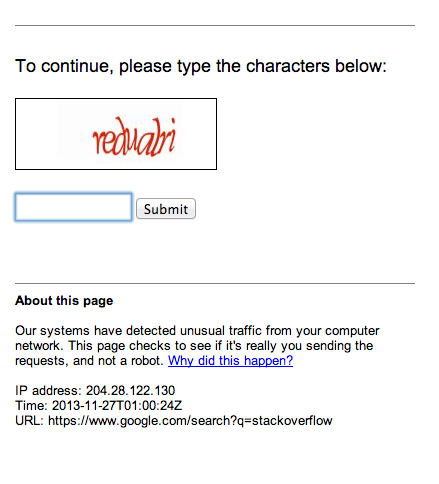 To continue, please type the characters below:
Submit
About this page
Our systems have detected unusual traffic from your computer
network. This page checks to see if it's really you sending the
requests, and not a robot. Why did this happen?
IP address: 204.28.122.130
Time: 2013-11-27T01:00:24Z
URL: https://www.google.com/search?q=stackoverflow